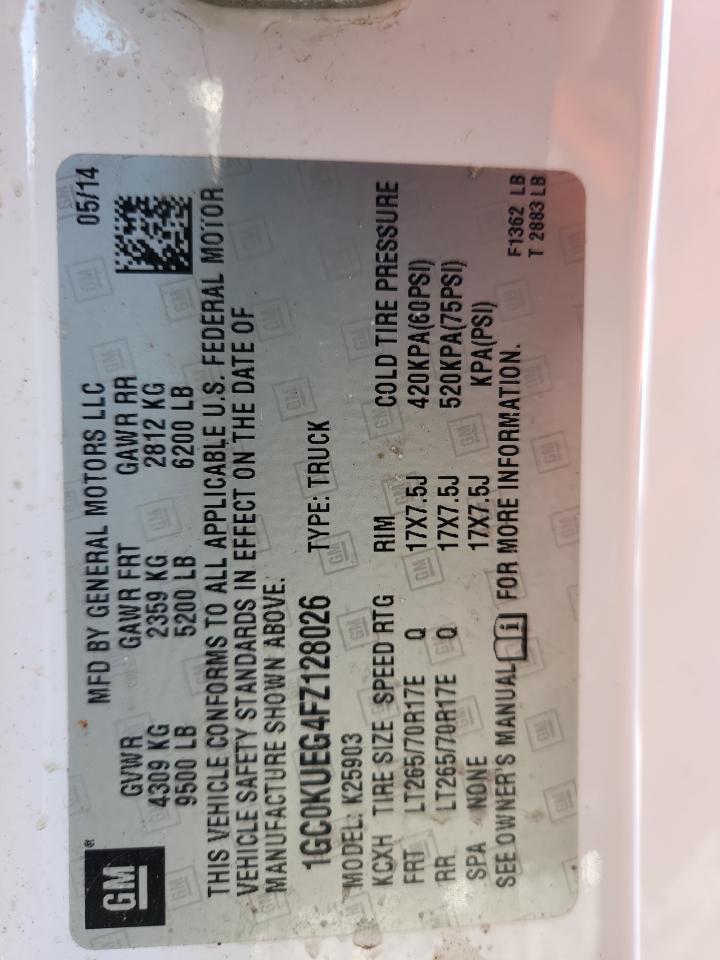 GM®
MFD BY GENERAL MOTORS LLC 05/14
GVWR GAWR FRT GAWR RR
4309 KG 2359 KG 2812 KG
9500 LB 5200 LB 6200 LB
THIS VEHICLE CONFORMS TO ALL APPLICABLE U.S. FEDERAL MOTOR
VEHICLE SAFETY STANDARDS IN EFFECT ON THE DATE OF
MANUFACTURE SHOWN ABOVE.
1GC0KUEG4FZ128026 TYPE: TRUCK
MODEL: K25903
KCXH TIRE SIZE SPEED RTG RIM COLD TIRE PRESSURE
FRT LT265/70R17E Q 17X7.5J 420KPA(60PSI)
RR LT265/70R17E Q 17X7.5J 520KPA(75PSI)
SPA NONE 17X7.5J KPA(PSI)
SEE OWNER'S MANUAL i FOR MORE INFORMATION.
F1362 LB
T 2883 LB